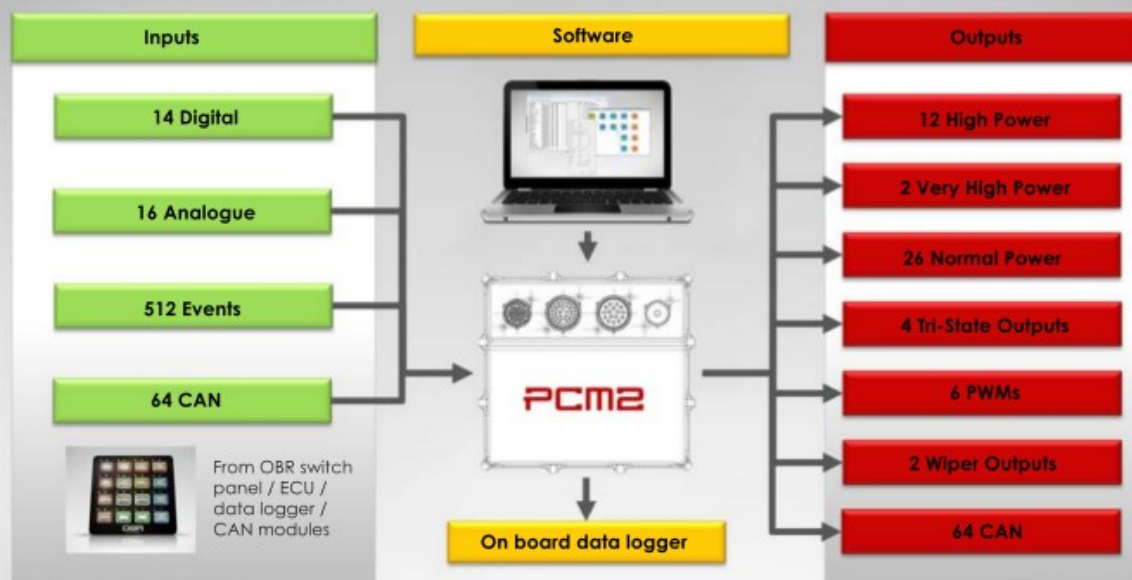 Inputs
14 Digital
16 Analogue
512 Events
64 CAN
From OBR switch
panel / ECU /
data logger /
CAN modules
OBR
Software
PCM2
On board data logger
Outputs
12 High Power
2 Very High Power
26 Normal Power
4 Tri-State Outputs
6 PWMs
2 Wiper Outputs
64 CAN